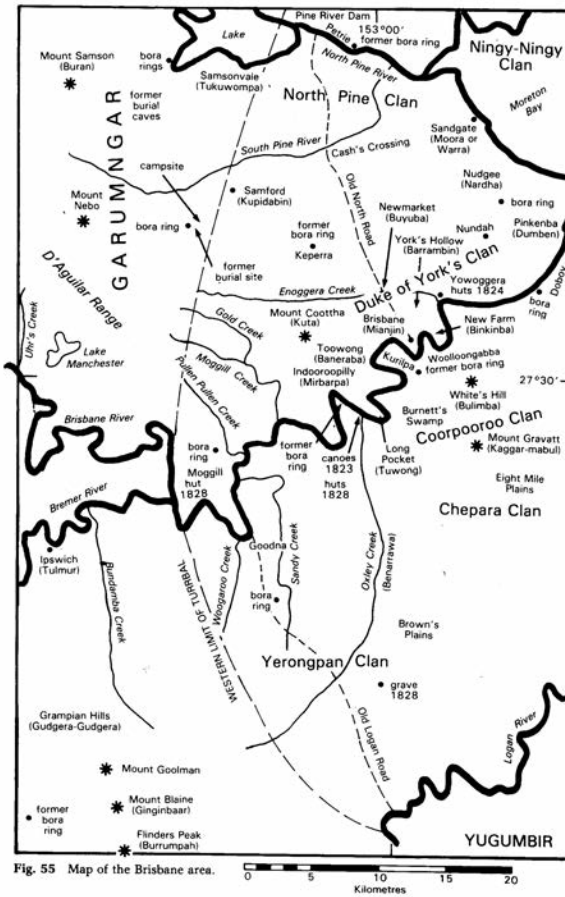 Pine River Dam
153°00'
Petrie
former bora ring
Lake
bora
rings
Mount Samson
(Buran)
Samsonvale
(Tukuwompa)
North Pine River
Ningy-Ningy
Clan
former
burial
caves
North Pine Clan
Moreton
Bay
GARUMNGAR
South Pine River
Cash's Crossing
Sandgate
(Moora or
Warra)
campsite
Old North Road
Nudgee
(Nardha)
Samford
(Kupidabin)
Newmarket
(Buyuba)
bora ring
Mount
Nebo
bora ring
former
bora ring
Keperra
York's Hollow
(Barrambin)
Nundah
Pinkenba
(Dumben)
D'Aguilar Range
former
burial site
Duke of York's Clan
Enoggera Creek
Yowoggera
huts 1824
Doboy
bora
ring
Uhr's Creek
Gold Creek
Mount Coottha
(Kuta)
Brisbane
(Mianjin)
New Farm
(Binkinba)
Lake
Manchester
Moggill Creek
Toowong
(Baneraba)
Indooroopilly
(Mirbarpa)
Kurilpa
Woolloongabba
former bora ring
27°30'
Pullen Pullen Creek
White's Hill
(Bulimba)
Brisbane River
Burnett's
Swamp
Coorpooroo Clan
bora
ring
Moggill
hut
1828
former
bora
ring
canoes
1823
huts
1828
Long
Pocket
(Tuwong)
Mount Gravatt
(Kaggar-mabul)
Bremer River
Eight Mile
Plains
Chepara Clan
Ipswich
(Tulmur)
Bundamba Creek
Woogaroo Creek
Goodna
Sandy Creek
Oxley Creek
(Benarrawa)
bora
ring
WESTERN LIMIT OF TURRBAL
Brown's
Plains
Yerongpan Clan
grave
1828
Grampian Hills
(Gudgera-Gudgera)
Old Logan Road
Logan River
Mount Goolman
former
bora
ring
Mount Blaine
(Ginginbaar)
Flinders Peak
(Burrumpah)
YUGUMBIR
Fig. 55 Map of the Brisbane area.
0 5 10 15 20
Kilometres